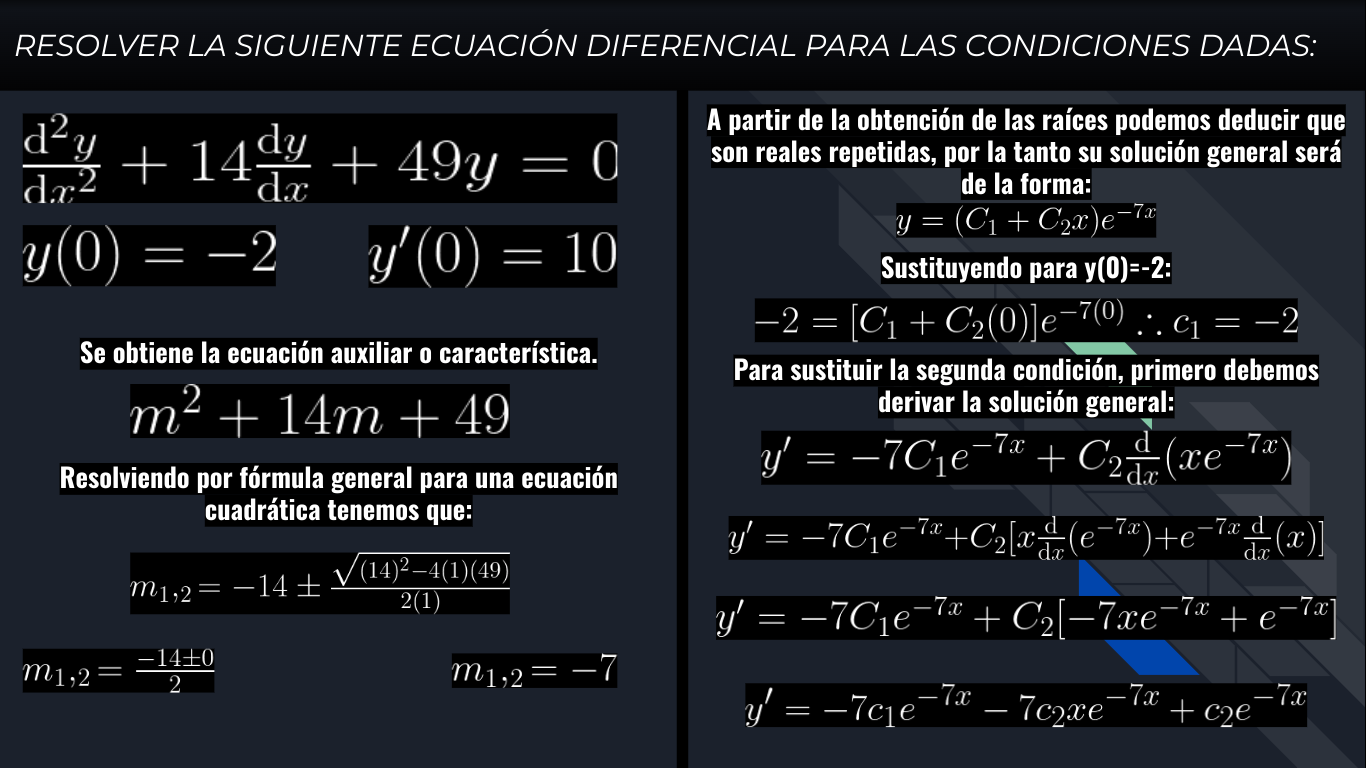 RESOLVER LA SIGUIENTE ECUACIÓN DIFERENCIAL PARA LAS CONDICIONES DADAS:
\frac{d^2y}{dx^2} + 14\frac{dy}{dx} + 49y = 0
y(0) = −2 y′(0) = 10
Se obtiene la ecuación auxiliar o característica.
m^2 + 14m + 49
Resolviendo por fórmula general para una ecuación
cuadrática tenemos que:
m_{1,2} = −14 ± \frac{\sqrt{(14)^2−4(1)(49)}}{2(1)}
m_{1,2} = \frac{−14±0}{2} m_{1,2} = −7
A partir de la obtención de las raíces podemos deducir que
son reales repetidas, por la tanto su solución general será
de la forma:
y = (C_1 + C_2x)e^{−7x}
Sustituyendo para y(0)=-2:
−2 = [C_1 + C_2(0)]e^{−7(0)} ∴ c_1 = −2
Para sustituir la segunda condición, primero debemos
derivar la solución general:
y′ = −7C_1e^{−7x} + C_2\frac{d}{dx}(xe^{−7x})
y′ = −7C_1e^{−7x}+C_2[x\frac{d}{dx}(e^{−7x})+e^{−7x}\frac{d}{dx}(x)]
y′ = −7C_1e^{−7x} + C_2[−7xe^{−7x} + e^{−7x}]
y′ = −7c_1e^{−7x} − 7c_2xe^{−7x} + c_2e^{−7x}